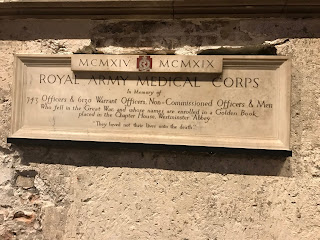 MCMXIV MCMXIX
ROYAL ARMY MEDICAL CORPS
In Memory of
743 Officers & 6130 Warrant Officers, Non-Commissioned Officers & Men
Who fell in the Great War and whose names are enrolled in a Golden Book,
placed in the Chapter House, Westminster Abbey.
"They loved not their lives unto the death."